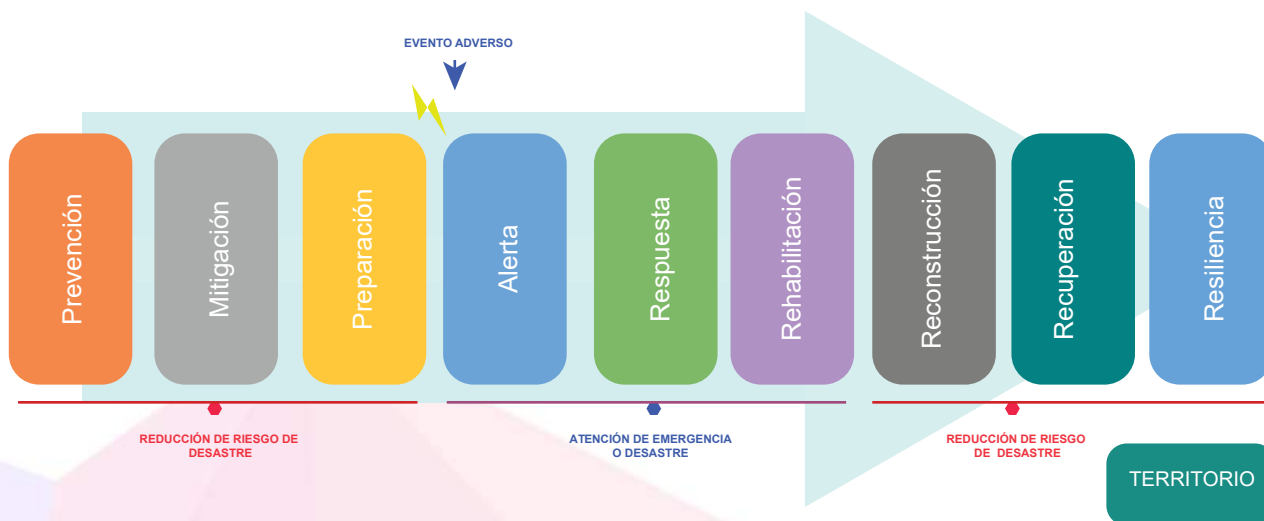 EVENTO ADVERSO
Prevención
Mitigación
Preparación
Alerta
Respuesta
Rehabilitación
Reconstrucción
Recuperación
Resiliencia
REDUCCIÓN DE RIESGO DE
DESASTRE
ATENCIÓN DE EMERGENCIA
O DESASTRE
REDUCCIÓN DE RIESGO
DE DESASTRE
TERRITORIO